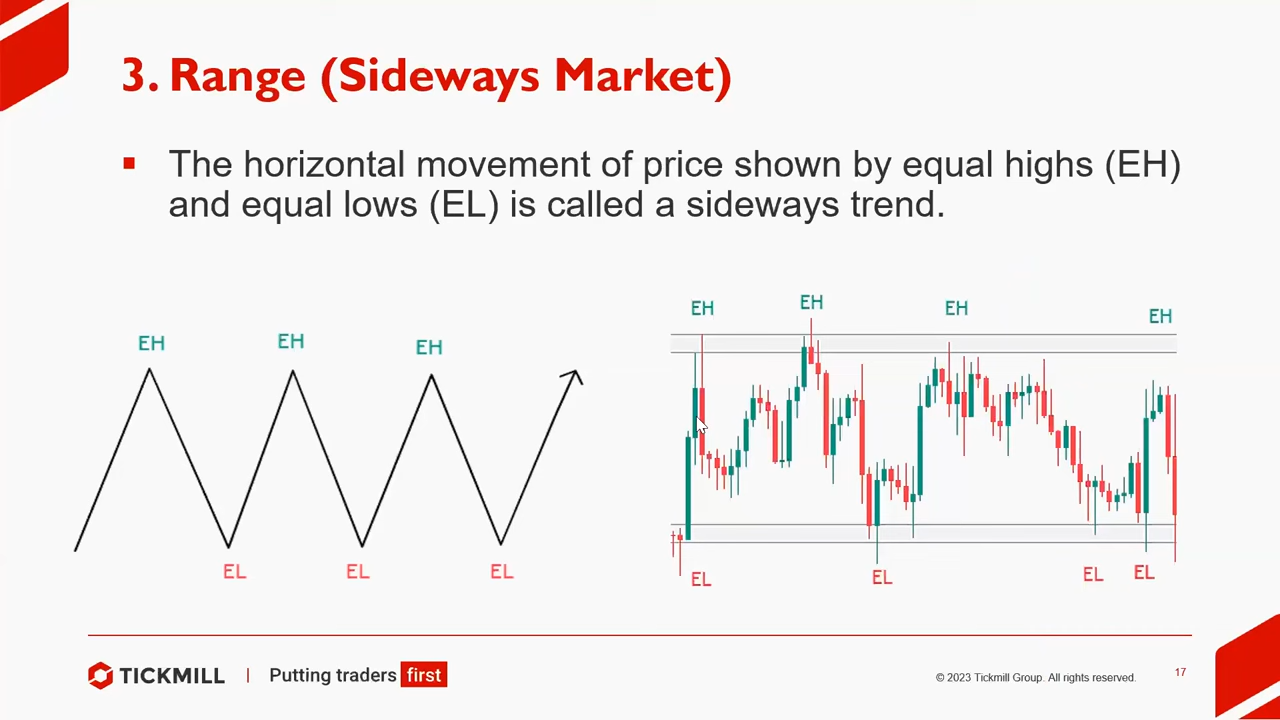 3. Range (Sideways Market)
▪ The horizontal movement of price shown by equal highs (EH)
and equal lows (EL) is called a sideways trend.
EH EH EH
EL EL EL
EH EH EH EH
EL EL EL EL
TICKMILL | Putting traders first
© 2023 Tickmill Group. All rights reserved.
17